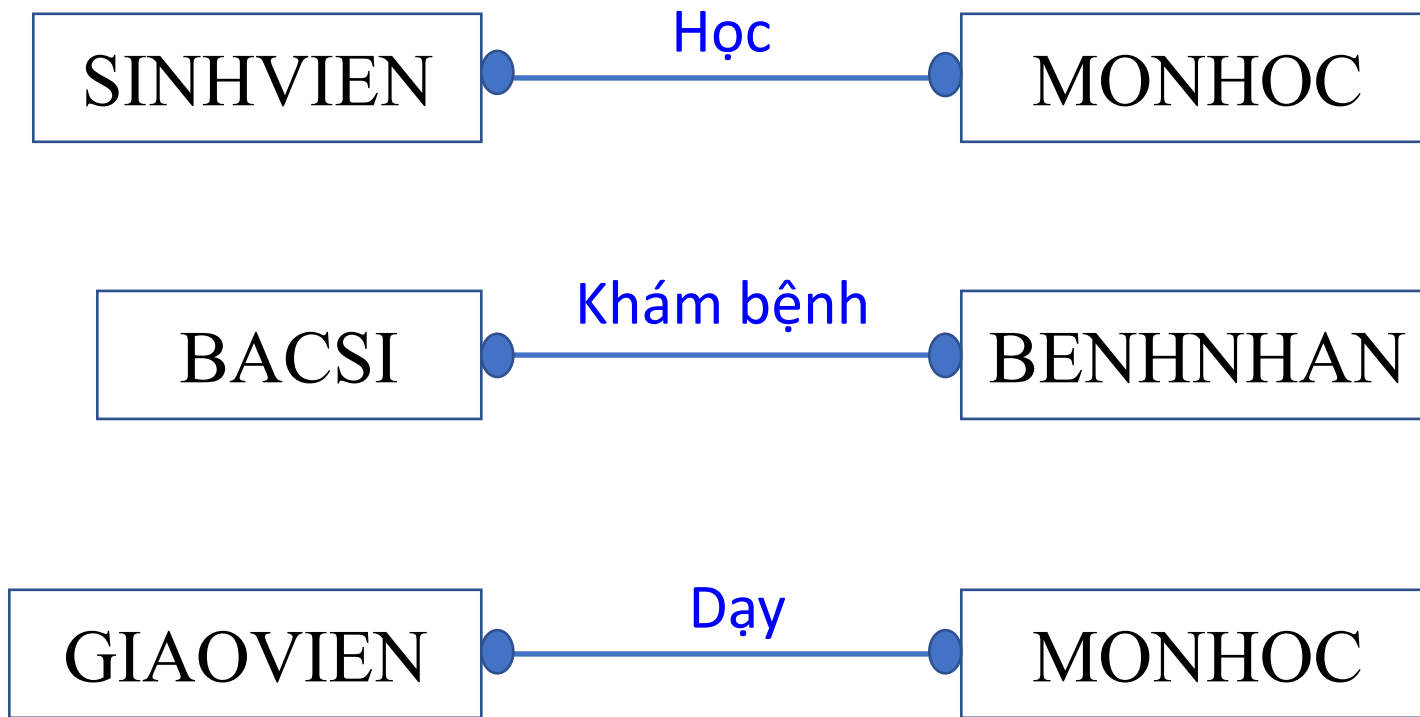 Học
SINHVIEN MONHOC
Khám bệnh
BACSI BENHNHAN
Dạy
GIAOVIEN MONHOC